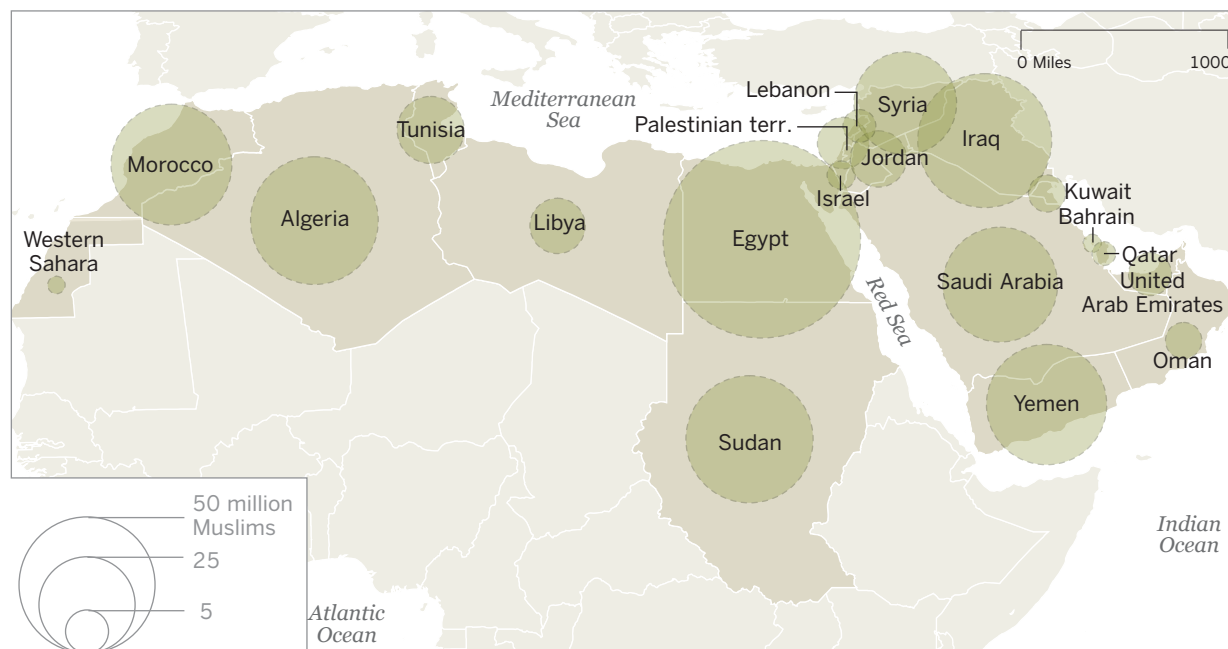 0 Miles 1000
Mediterranean
Sea
Lebanon
Palestinian terr.
Syria
Iraq
Jordan
Israel
Tunisia
Morocco
Algeria
Libya
Egypt
Western
Sahara
Kuwait
Bahrain
Qatar
United
Arab Emirates
Saudi Arabia
Red Sea
Oman
Yemen
Sudan
50 million
Muslims
25
5
Atlantic
Ocean
Indian
Ocean